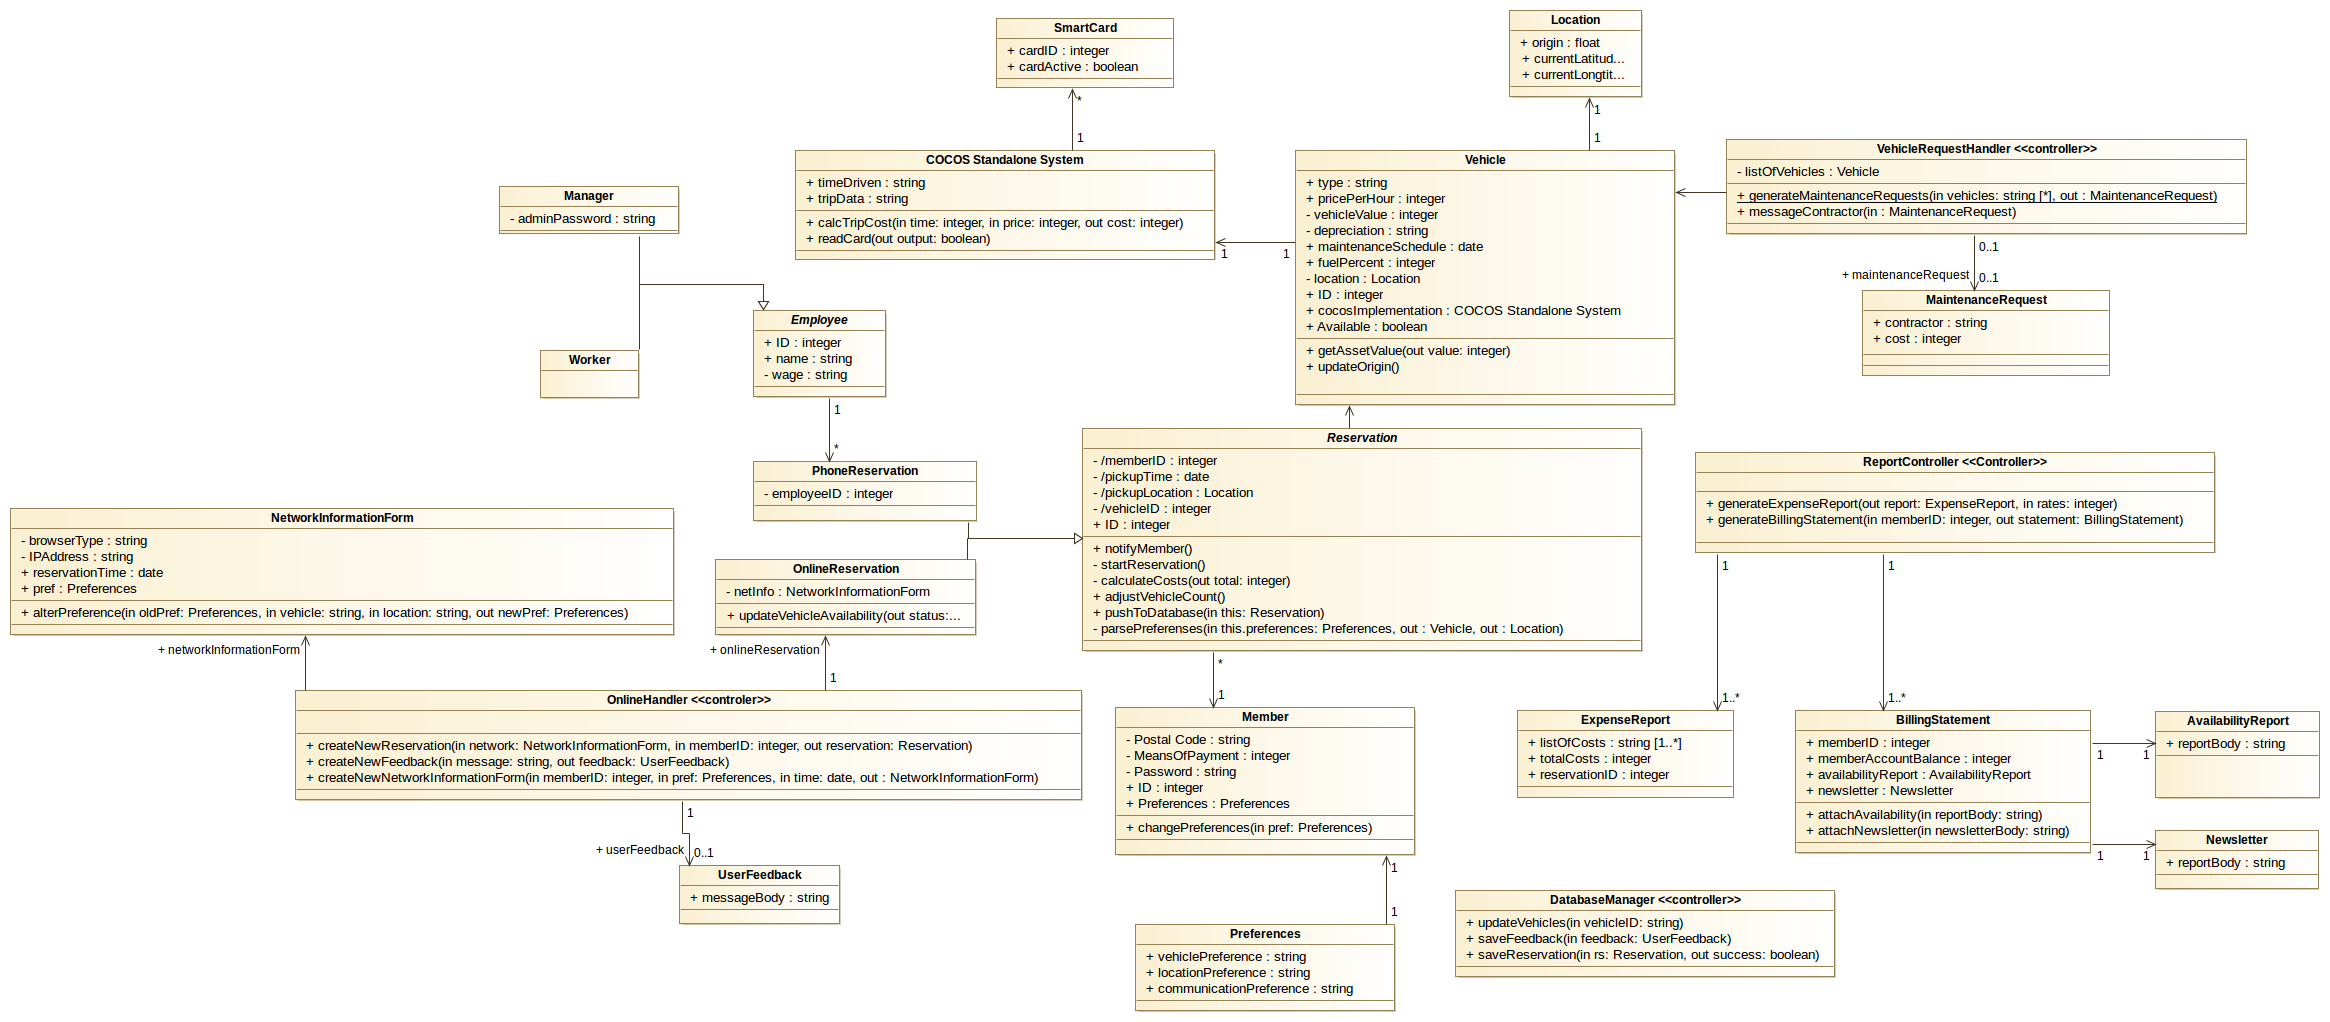 SmartCard
+ cardID : integer
+ cardActive : boolean
*
1
Location
+ origin : float
+ currentLatitud...
+ currentLongtit...
1
1
COCOS Standalone System
+ timeDriven : string
+ tripData : string
+ calcTripCost(in time: integer, in price: integer, out cost: integer)
+ readCard(out output: boolean)
1
1
Vehicle
+ type : string
+ pricePerHour : integer
- vehicleValue : integer
- depreciation : string
+ maintenanceSchedule : date
+ fuelPercent : integer
- location : Location
+ ID : integer
+ cocosImplementation : COCOS Standalone System
+ Available : boolean
+ getAssetValue(out value: integer)
+ updateOrigin()
VehicleRequestHandler <<controller>>
- listOfVehicles : Vehicle
+ generateMaintenanceRequests(in vehicles: string [*], out : MaintenanceRequest)
+ messageContractor(in : MaintenanceRequest)
0..1
+ maintenanceRequest
0..1
MaintenanceRequest
+ contractor : string
+ cost : integer
Manager
- adminPassword : string
Worker
Employee
+ ID : integer
+ name : string
- wage : string
1
*
PhoneReservation
- employeeID : integer
Reservation
- /memberID : integer
- /pickupTime : date
- /pickupLocation : Location
- /vehicleID : integer
+ ID : integer
+ notifyMember()
- startReservation()
- calculateCosts(out total: integer)
+ adjustVehicleCount()
+ pushToDatabase(in this: Reservation)
- parsePreferenses(in this.preferences: Preferences, out : Vehicle, out : Location)
*
1
ReportController <<Controller>>
+ generateExpenseReport(out report: ExpenseReport, in rates: integer)
+ generateBillingStatement(in memberID: integer, out statement: BillingStatement)
1
1
1..*
1..*
NetworkInformationForm
- browserType : string
- IPAddress : string
+ reservationTime : date
+ pref : Preferences
+ alterPreference(in oldPref: Preferences, in vehicle: string, in location: string, out newPref: Preferences)
+ networkInformationForm
OnlineReservation
- netInfo : NetworkInformationForm
+ updateVehicleAvailability(out status:...
+ onlineReservation
1
OnlineHandler <<controler>>
+ createNewReservation(in network: NetworkInformationForm, in memberID: integer, out reservation: Reservation)
+ createNewFeedback(in message: string, out feedback: UserFeedback)
+ createNewNetworkInformationForm(in memberID: integer, in pref: Preferences, in time: date, out : NetworkInformationForm)
1
+ userFeedback
0..1
UserFeedback
+ messageBody : string
Member
- Postal Code : string
- MeansOfPayment : integer
- Password : string
+ ID : integer
+ Preferences : Preferences
+ changePreferences(in pref: Preferences)
1
1
Preferences
+ vehiclePreference : string
+ locationPreference : string
+ communicationPreference : string
ExpenseReport
+ listOfCosts : string [1..*]
+ totalCosts : integer
+ reservationID : integer
BillingStatement
+ memberID : integer
+ memberAccountBalance : integer
+ availabilityReport : AvailabilityReport
+ newsletter : Newsletter
+ attachAvailability(in reportBody: string)
+ attachNewsletter(in newsletterBody: string)
1
1
1
1
AvailabilityReport
+ reportBody : string
Newsletter
+ reportBody : string
DatabaseManager <<controller>>
+ updateVehicles(in vehicleID: string)
+ saveFeedback(in feedback: UserFeedback)
+ saveReservation(in rs: Reservation, out success: boolean)